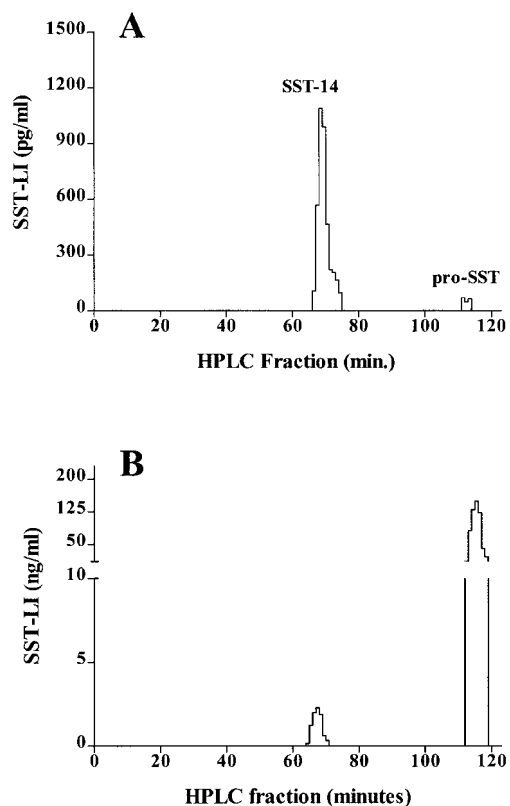 A
1500
1200
900
600
300
0
SST-LI (pg/ml)
SST-14
pro-SST
0 20 40 60 80 100 120
HPLC Fraction (min.)
B
200
125
50
10
5
0
SST-LI (ng/ml)
0 20 40 60 80 100 120
HPLC fraction (minutes)